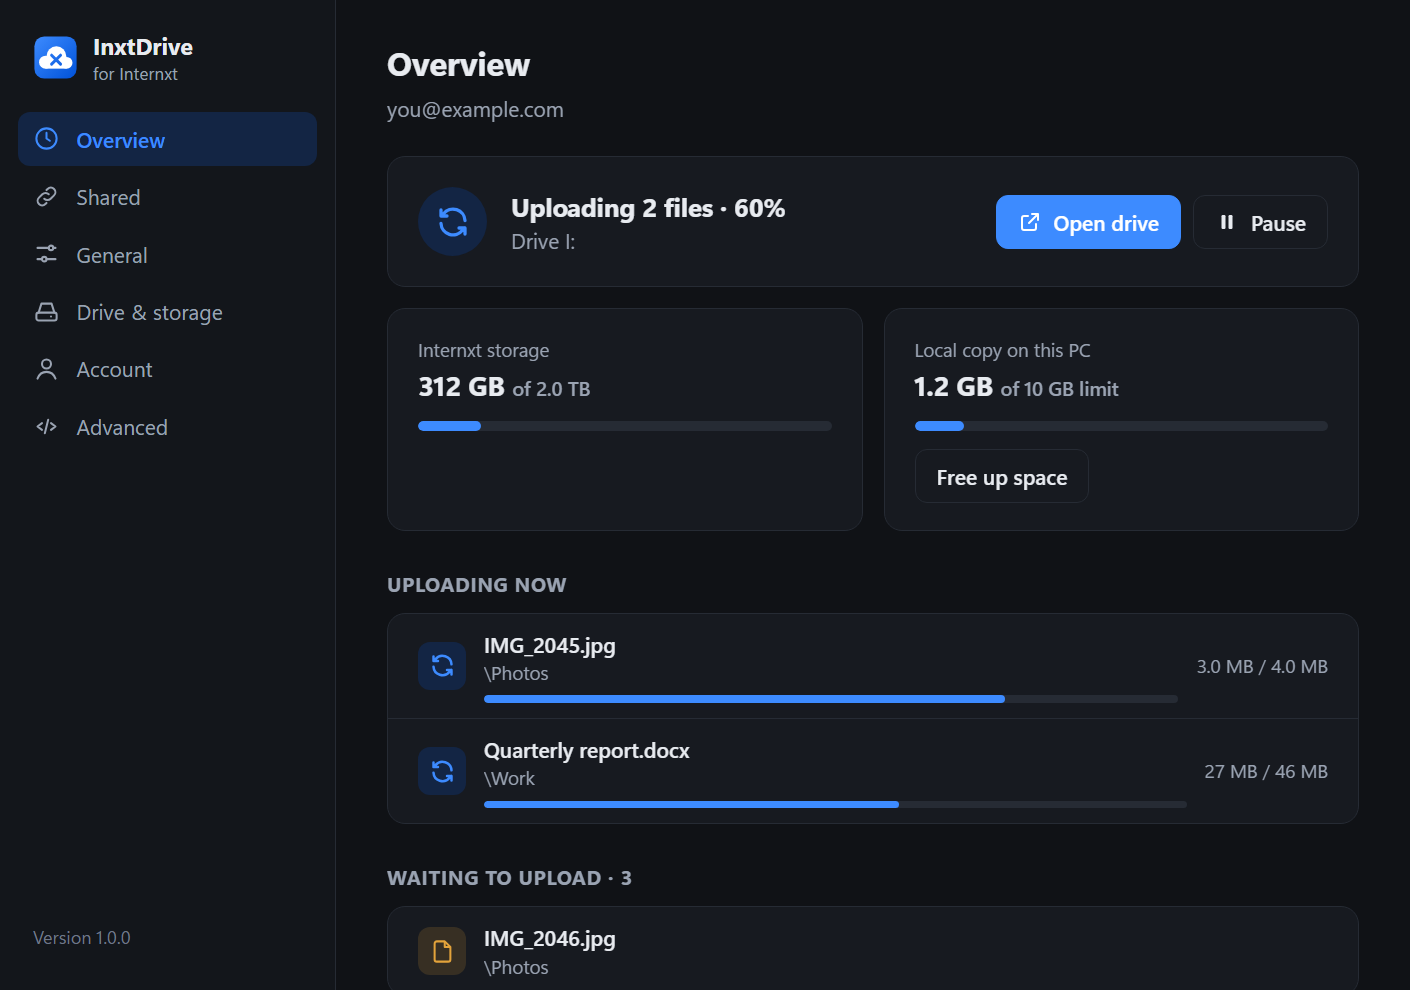 InxtDrive
for Internxt
Overview
Shared
General
Drive & storage
Account
Advanced
Version 1.0.0
Overview
you@example.com
Uploading 2 files · 60%
Drive I:
Open drive
Pause
Internxt storage
312 GB of 2.0 TB
Local copy on this PC
1.2 GB of 10 GB limit
Free up space
UPLOADING NOW
IMG_2045.jpg
\Photos
3.0 MB / 4.0 MB
Quarterly report.docx
\Work
27 MB / 46 MB
WAITING TO UPLOAD · 3
IMG_2046.jpg
\Photos